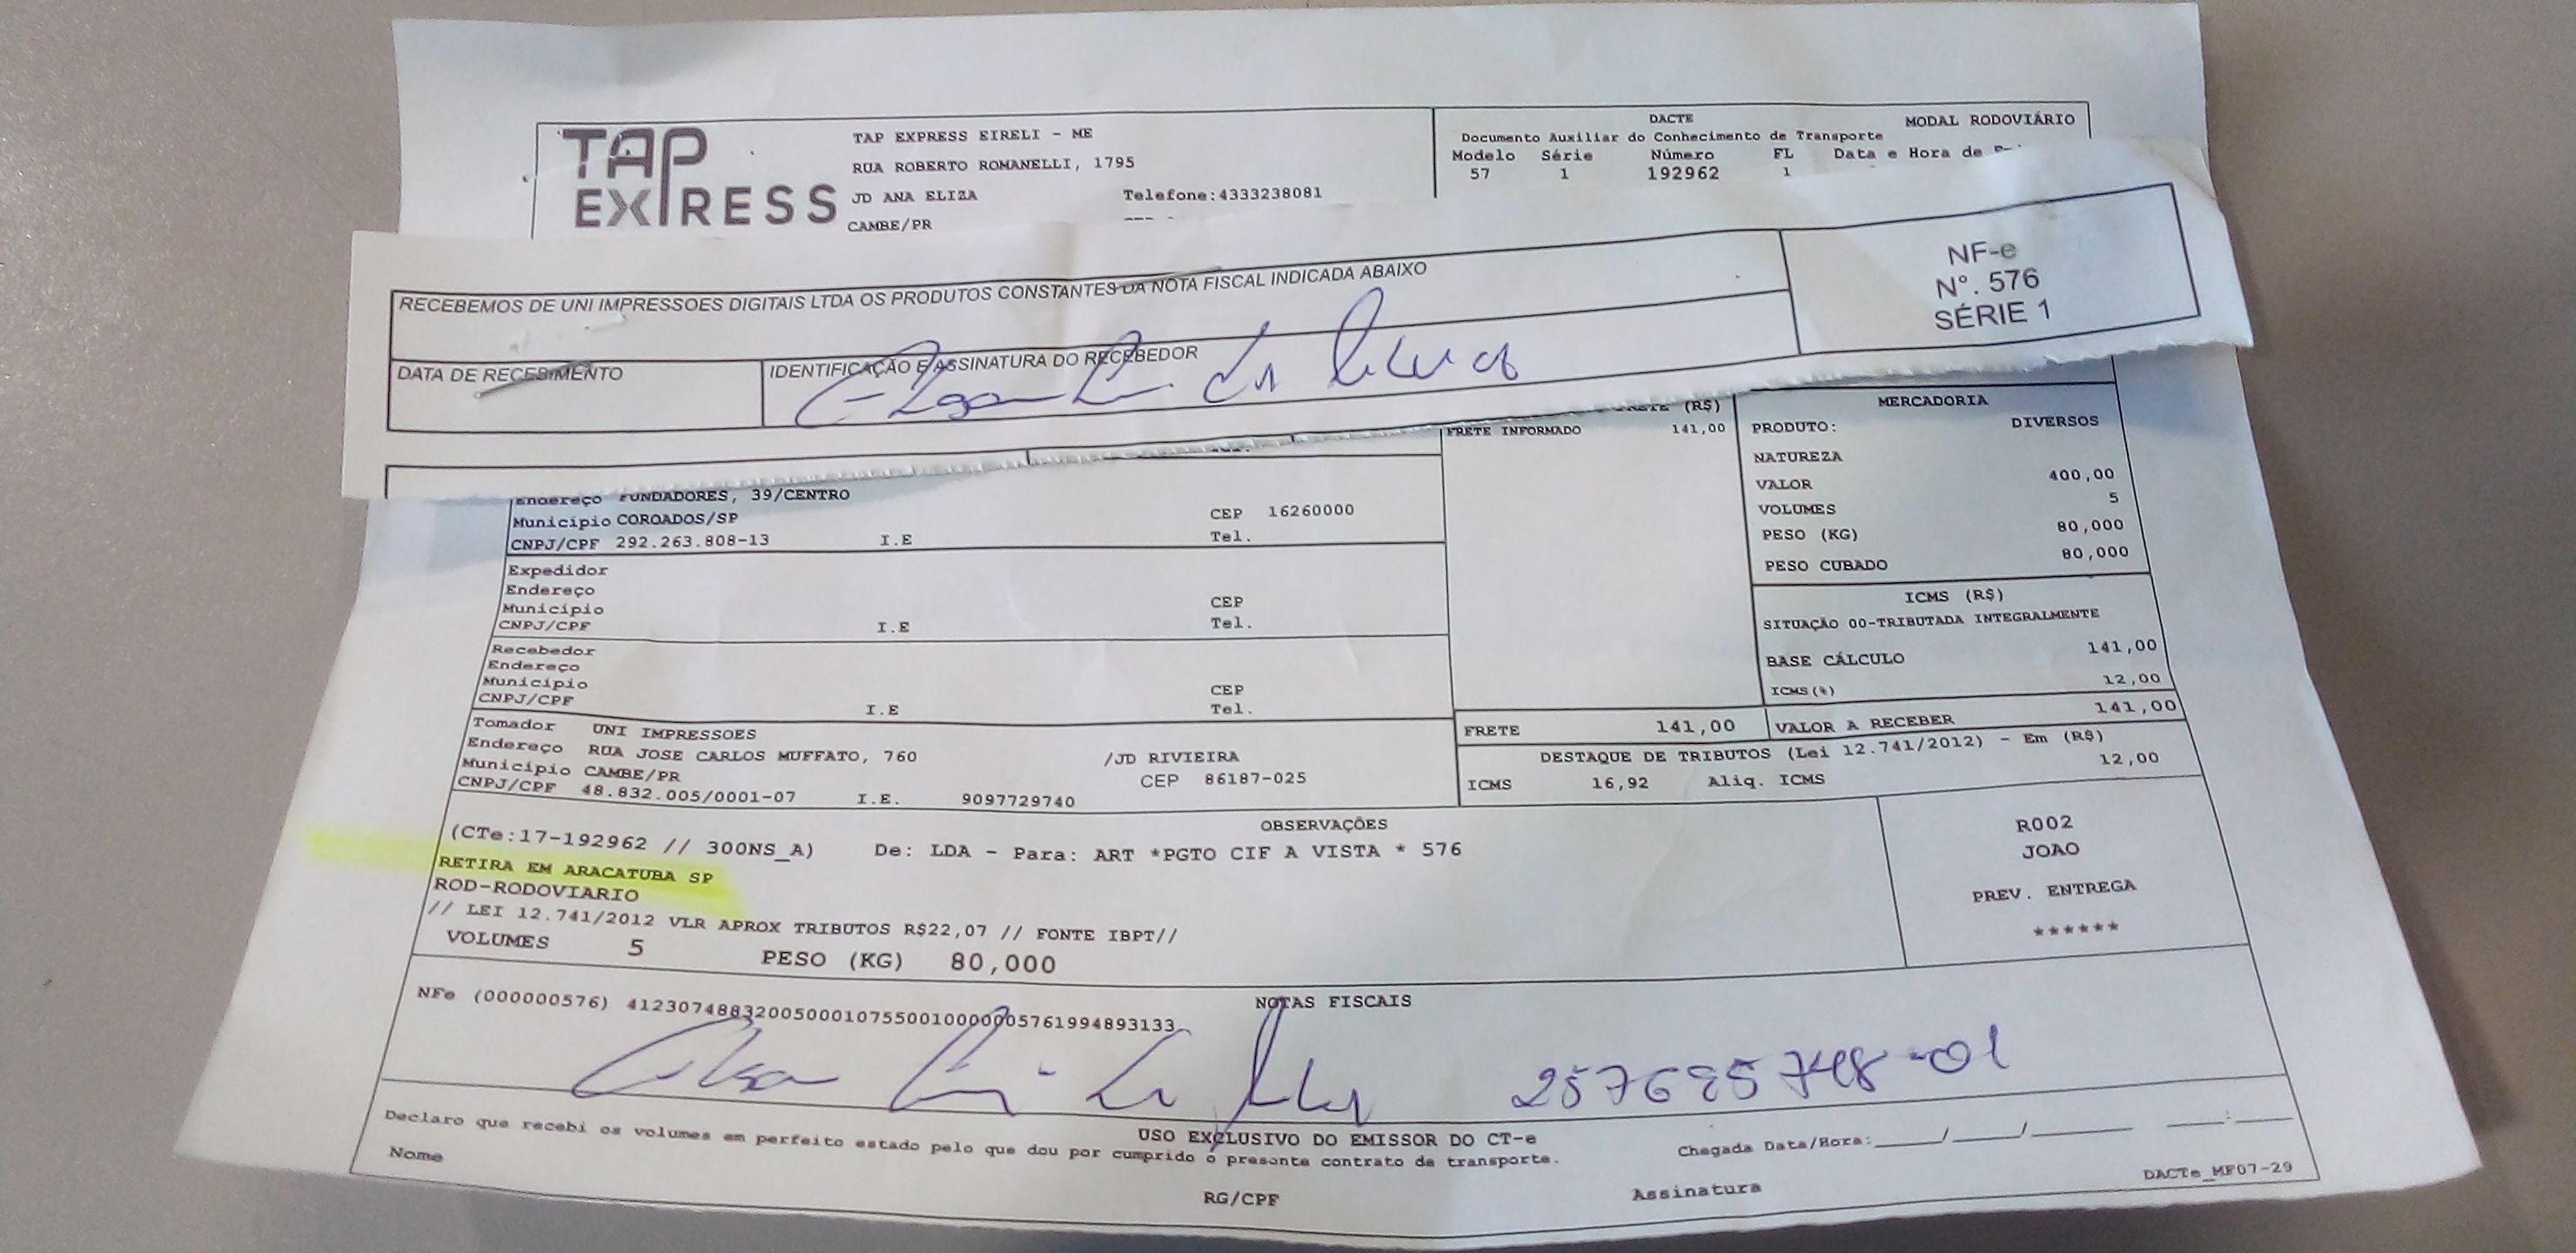 TAP EXPRESS
TAP EXPRESS EIRELI - ME
RUA ROBERTO ROMANELLI, 1795
JD ANA ELIZA Telefone:4333238081
CAMBE/PR
DACTE MODAL RODOVIÁRIO
Documento Auxiliar do Conhecimento de Transporte
Modelo Série Número FL Data e Hora de
57 1 192962 1
RECEBEMOS DE UNI IMPRESSOES DIGITAIS LTDA OS PRODUTOS CONSTANTES DA NOTA FISCAL INDICADA ABAIXO
DATA DE RECEBIMENTO
IDENTIFICAÇÃO E ASSINATURA DO RECEBEDOR
NF-e
Nº. 576
SÉRIE 1
Endereço FUNDADORES, 39/CENTRO
Município COROADOS/SP CEP 16260000
CNPJ/CPF 292.263.808-13 I.E Tel.
Expedidor
Endereço
Município CEP
CNPJ/CPF I.E Tel.
Recebedor
Endereço
Município CEP
CNPJ/CPF I.E Tel.
Tomador UNI IMPRESSOES
Endereço RUA JOSE CARLOS MUFFATO, 760 /JD RIVIEIRA
Município CAMBE/PR CEP 86187-025
CNPJ/CPF 48.832.005/0001-07 I.E. 9097729740
(R$)
FRETE INFORMADO 141,00
FRETE 141,00
MERCADORIA
PRODUTO: DIVERSOS
NATUREZA
VALOR 400,00
VOLUMES 5
PESO (KG) 80,000
PESO CUBADO 80,000
ICMS (R$)
SITUAÇÃO 00-TRIBUTADA INTEGRALMENTE
BASE CÁLCULO 141,00
ICMS(%) 12,00
VALOR A RECEBER 141,00
DESTAQUE DE TRIBUTOS (Lei 12.741/2012) - Em (R$)
ICMS 16,92 Aliq. ICMS 12,00
OBSERVAÇÕES
(CTe:17-192962 // 300NS_A) De: LDA - Para: ART *PGTO CIF A VISTA * 576
RETIRA EM ARACATUBA SP
ROD-RODOVIARIO
// LEI 12.741/2012 VLR APROX TRIBUTOS R$22,07 // FONTE IBPT//
VOLUMES 5 PESO (KG) 80,000
R002
JOAO
PREV. ENTREGA
******
NOTAS FISCAIS
NFe (000000576) 41230748832005000107550010000005761994893133
USO EXCLUSIVO DO EMISSOR DO CT-e
Declaro que recebi os volumes em perfeito estado pelo que dou por cumprido o presente contrato de transporte.
Chegada Data/Hora:____/____/______ ____:____
Nome RG/CPF Assinatura
DACTe_MF07-29